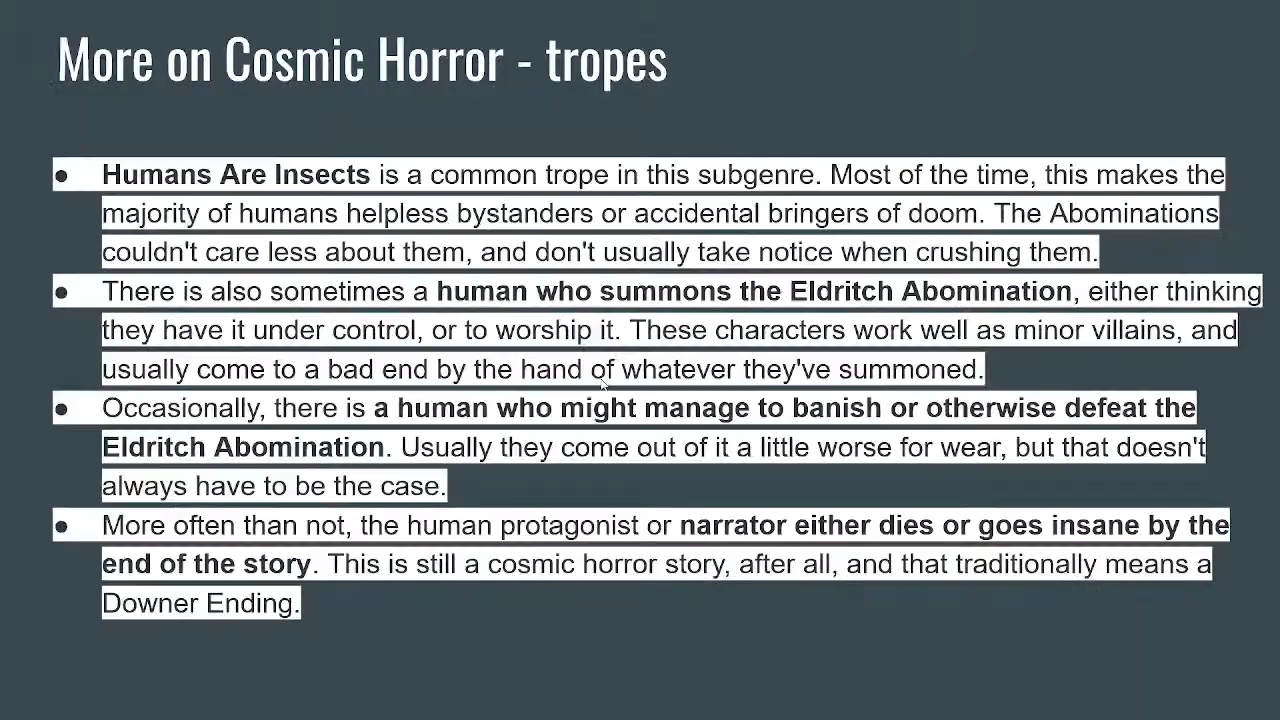 More on Cosmic Horror - tropes
● Humans Are Insects is a common trope in this subgenre. Most of the time, this makes the
majority of humans helpless bystanders or accidental bringers of doom. The Abominations
couldn't care less about them, and don't usually take notice when crushing them.
● There is also sometimes a human who summons the Eldritch Abomination, either thinking
they have it under control, or to worship it. These characters work well as minor villains, and
usually come to a bad end by the hand of whatever they've summoned.
● Occasionally, there is a human who might manage to banish or otherwise defeat the
Eldritch Abomination. Usually they come out of it a little worse for wear, but that doesn't
always have to be the case.
● More often than not, the human protagonist or narrator either dies or goes insane by the
end of the story. This is still a cosmic horror story, after all, and that traditionally means a
Downer Ending.